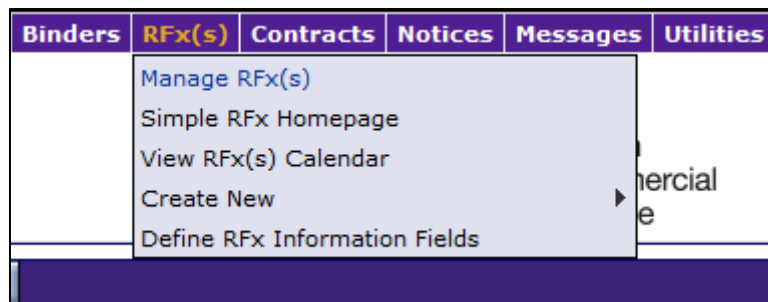 Binders RFx(s) Contracts Notices Messages Utilities
Manage RFx(s)
Simple RFx Homepage
View RFx(s) Calendar
Create New
Define RFx Information Fields